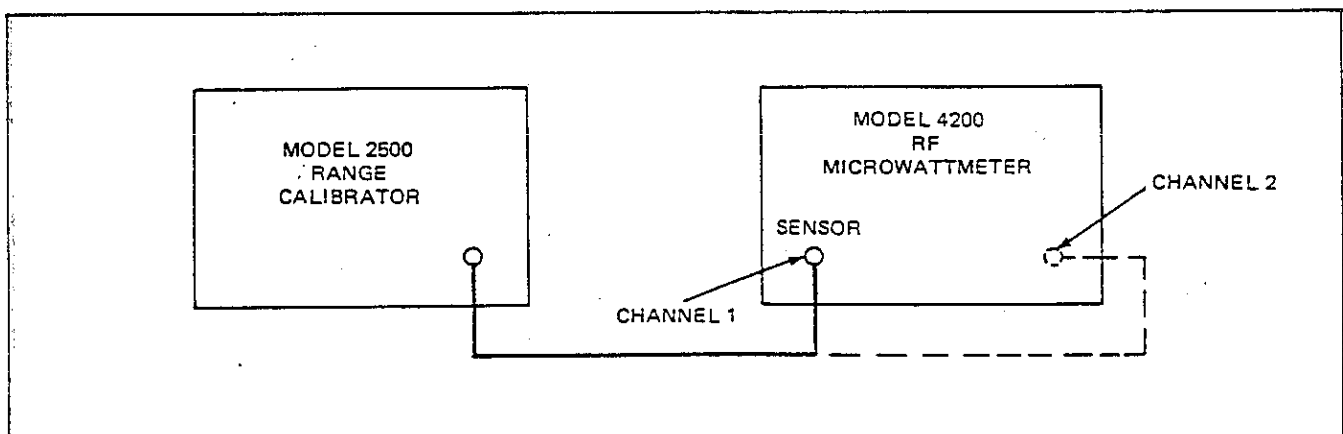 MODEL 2500
RANGE
CALIBRATOR
MODEL 4200
RF
MICROWATTMETER
SENSOR
CHANNEL 2
CHANNEL 1